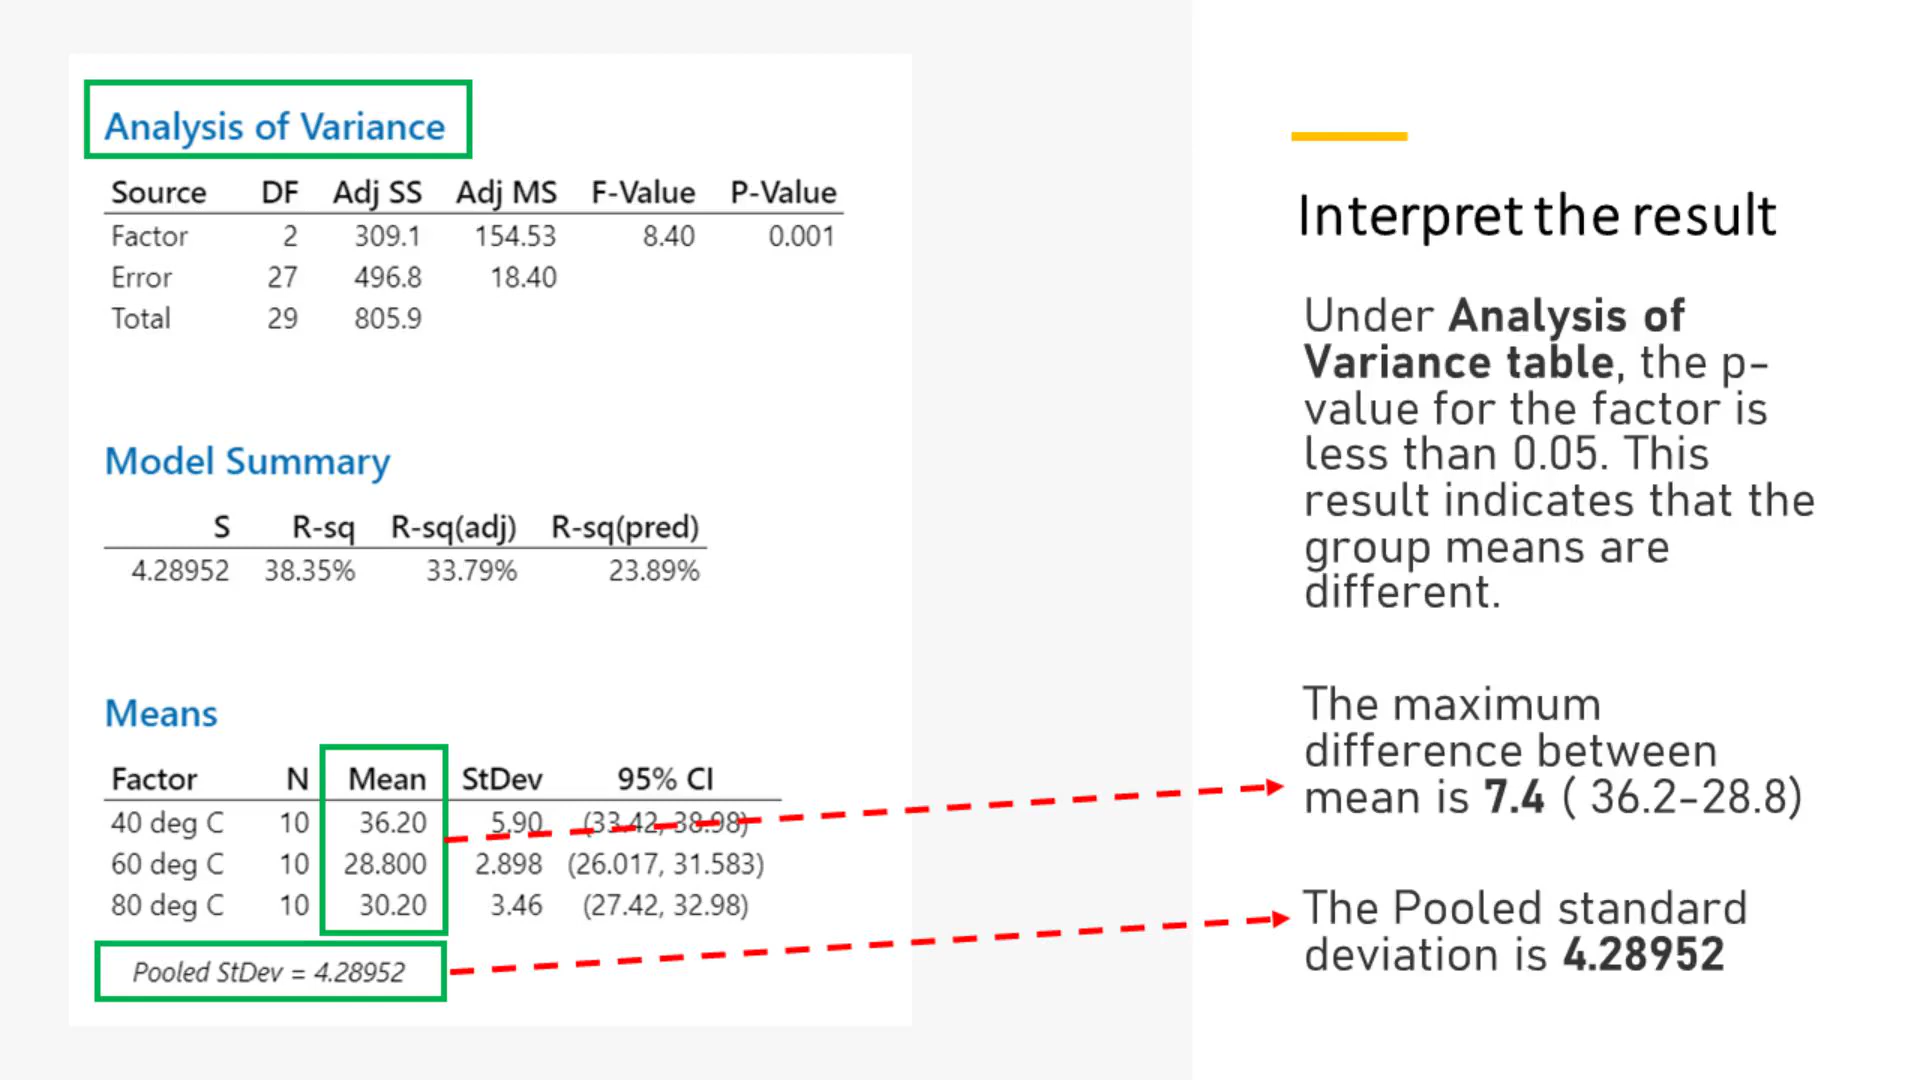 Analysis of Variance
Source DF Adj SS Adj MS F-Value P-Value
Factor 2 309.1 154.53 8.40 0.001
Error 27 496.8 18.40
Total 29 805.9
Model Summary
S R-sq R-sq(adj) R-sq(pred)
4.28952 38.35% 33.79% 23.89%
Means
Factor N Mean StDev 95% CI
40 deg C 10 36.20 5.90 (33.42, 38.98)
60 deg C 10 28.800 2.898 (26.017, 31.583)
80 deg C 10 30.20 3.46 (27.42, 32.98)
Pooled StDev = 4.28952
Interpret the result
Under Analysis of
Variance table, the p-
value for the factor is
less than 0.05. This
result indicates that the
group means are
different.
The maximum
difference between
mean is 7.4 ( 36.2-28.8)
The Pooled standard
deviation is 4.28952